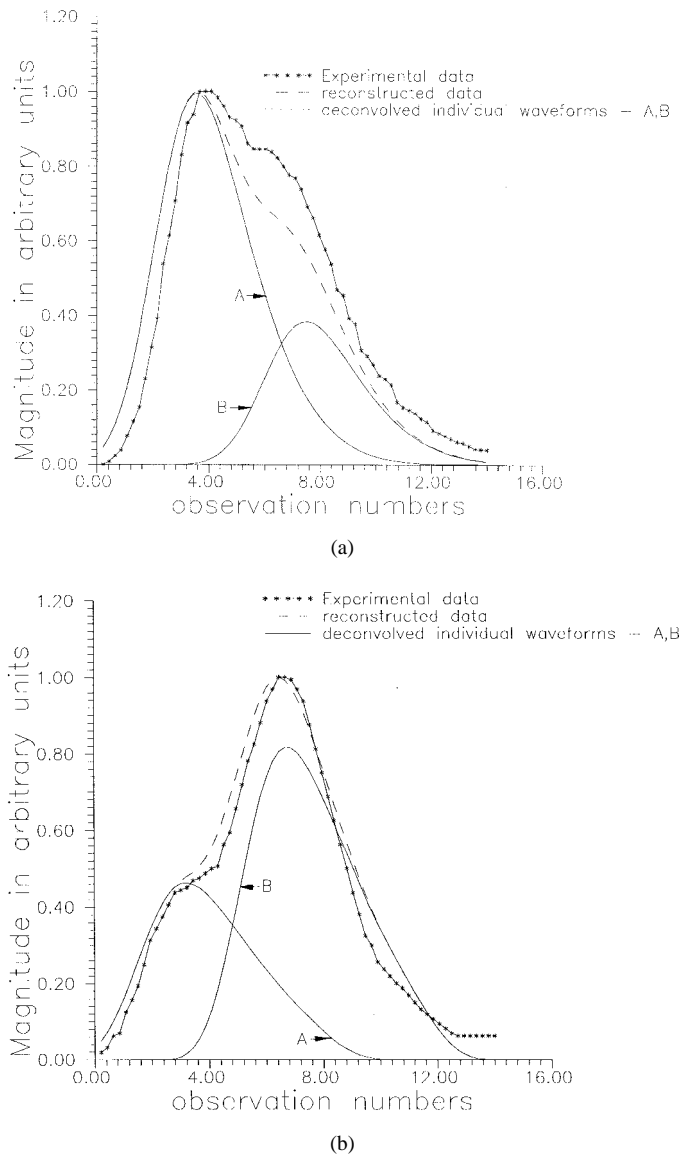 1.20
Experimental data
reconstructed data
deconvolved individual waveforms – A,B
1.00
0.80
0.60
0.40
0.20
0.00
Magnitude in arbitrary units
A
B
0.00 4.00 8.00 12.00 16.00
observation numbers
(a)
1.20
Experimental data
reconstructed data
deconvolved individual waveforms – A,B
1.00
0.80
0.60
0.40
0.20
0.00
Magnitude in arbitrary units
B
A
0.00 4.00 8.00 12.00 16.00
observation numbers
(b)